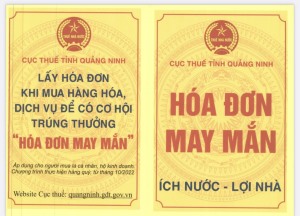 CỤC THUẾ TỈNH QUẢNG NINH
LẤY HÓA ĐƠN
KHI MUA HÀNG HÓA,
DỊCH VỤ ĐỂ CÓ CƠ HỘI
TRÚNG THƯỞNG
“HÓA ĐƠN MAY MẮN”
Áp dụng cho người mua là cá nhân, hộ kinh doanh.
Chương trình thực hiện hàng quý, từ tháng 10/2022
Website Cục thuế: quangninh.gdt.gov.vn
CỤC THUẾ TỈNH QUẢNG NINH
HÓA ĐƠN
MAY MẮN
ÍCH NƯỚC - LỢI NHÀ